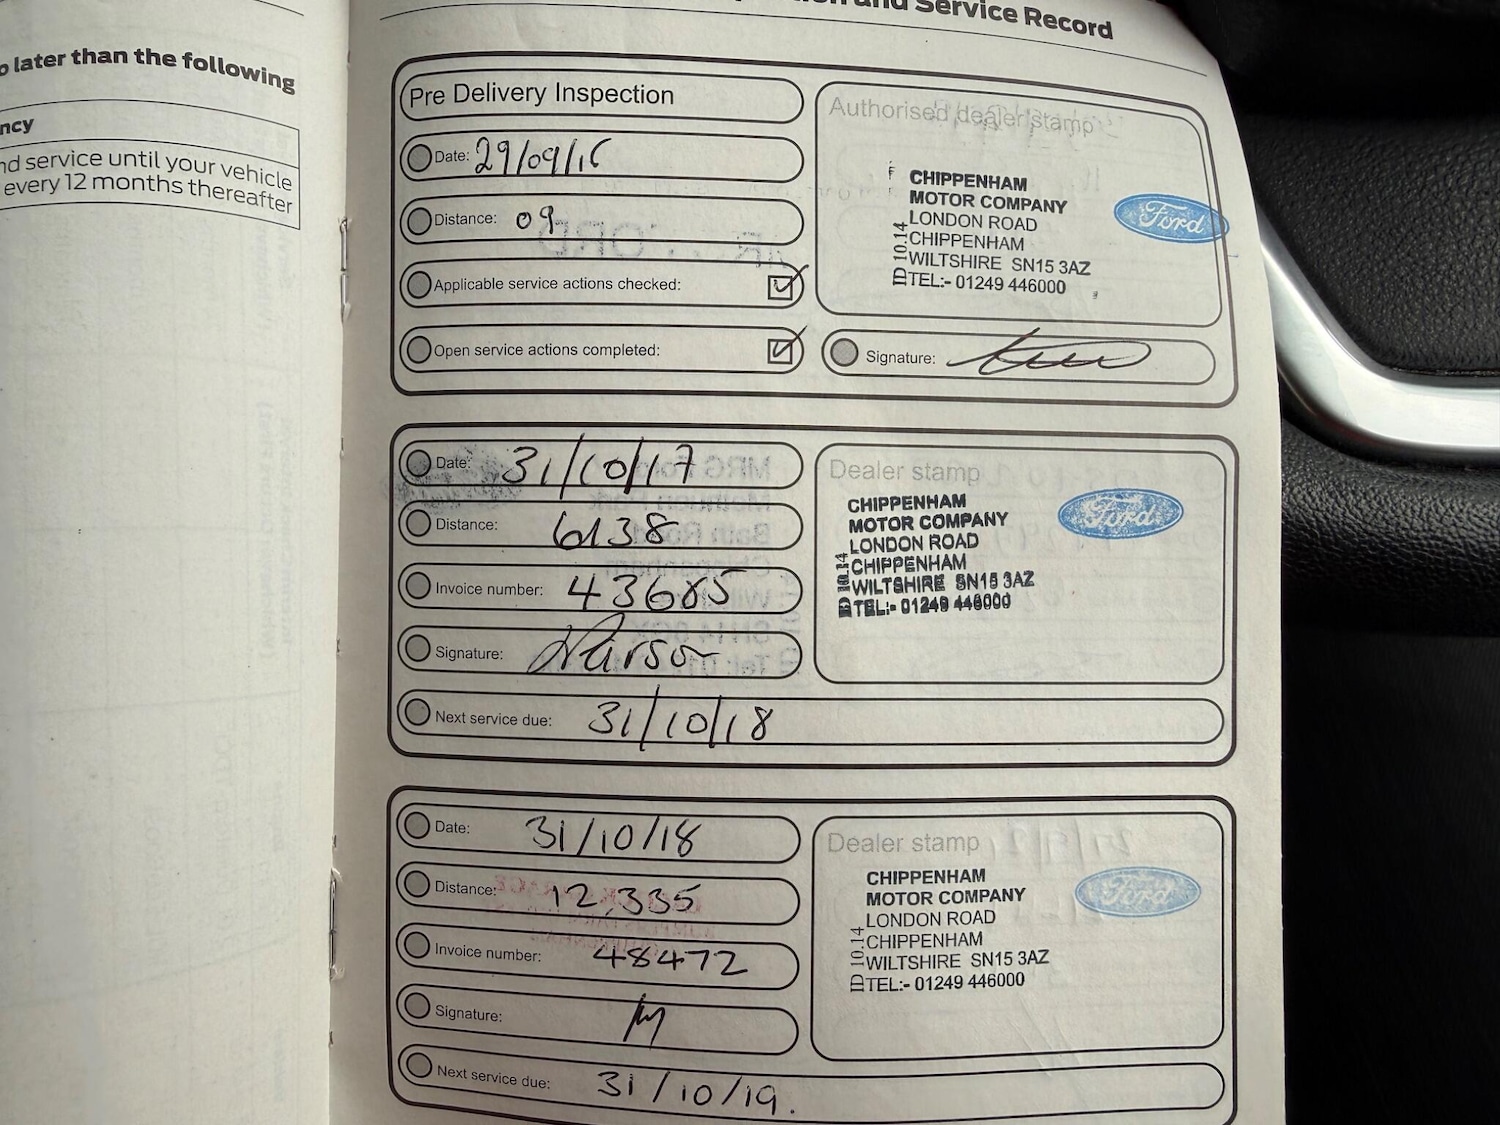 o later than the following
ncy
nd service until your vehicle
every 12 months thereafter
and Service Record
Pre Delivery Inspection
Date: 29/09/16
Distance: 09
Applicable service actions checked:
Open service actions completed:
Authorised dealer stamp
CHIPPENHAM
MOTOR COMPANY
LONDON ROAD
CHIPPENHAM
WILTSHIRE SN15 3AZ
TEL:- 01249 446000
ID 10.14
Ford
Signature:
Date: 31/10/17
Distance: 6138
Invoice number: 43685
Signature:
Next service due: 31/10/18
Dealer stamp
CHIPPENHAM
MOTOR COMPANY
LONDON ROAD
CHIPPENHAM
WILTSHIRE SN15 3AZ
TEL:- 01249 446000
ID 10.14
Ford
Date: 31/10/18
Distance: 12,335
Invoice number: 48472
Signature:
Next service due: 31/10/19.
Dealer stamp
CHIPPENHAM
MOTOR COMPANY
LONDON ROAD
CHIPPENHAM
WILTSHIRE SN15 3AZ
TEL:- 01249 446000
ID 10.14
Ford